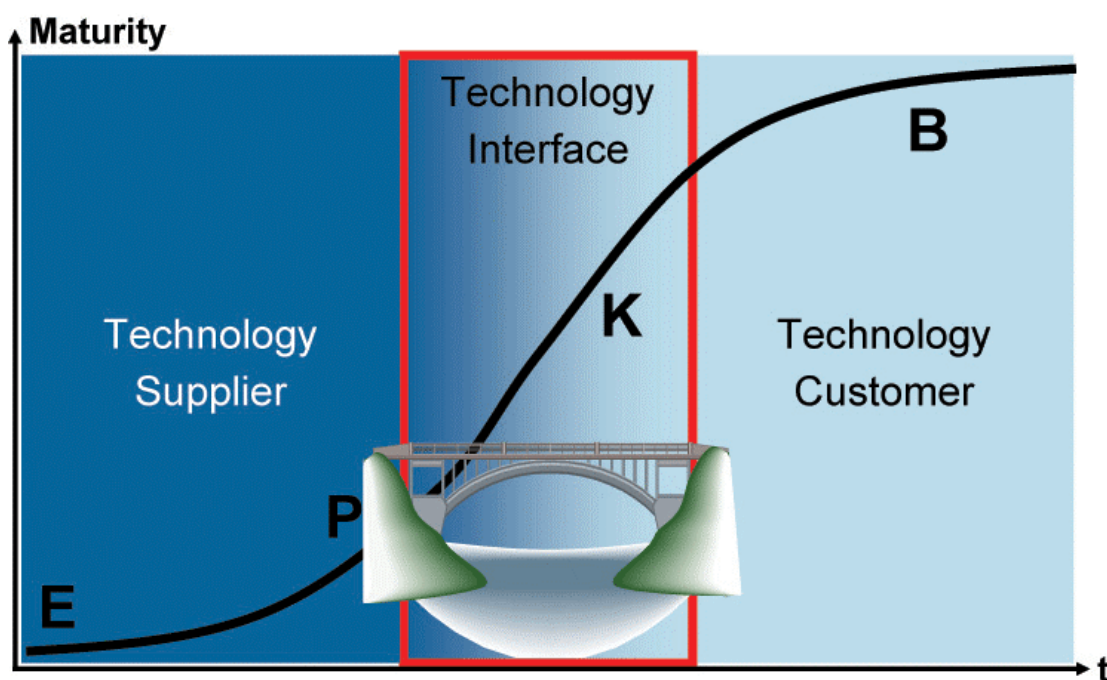 Maturity
Technology
Interface
B
K
Technology
Supplier
Technology
Customer
P
E
t